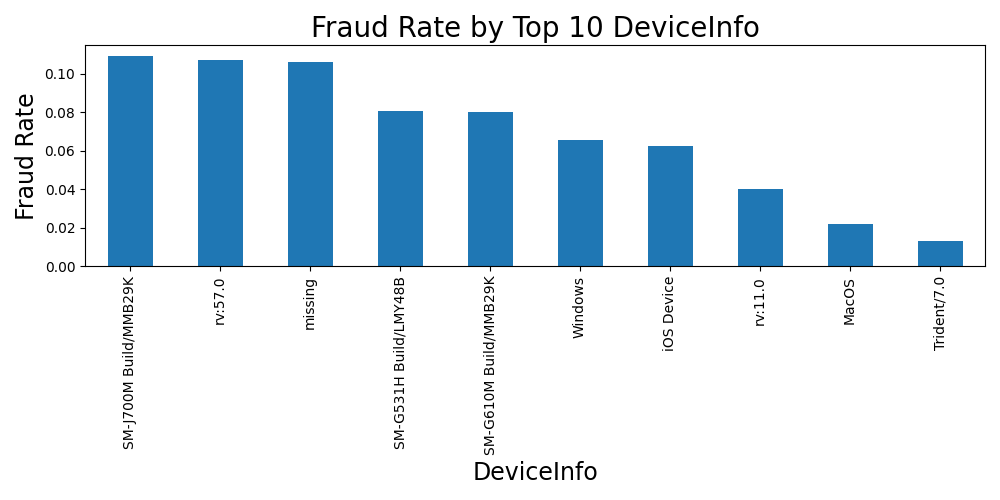 Fraud Rate by Top 10 DeviceInfo
Fraud Rate
0.10
0.08
0.06
0.04
0.02
0.00
SM-J700M Build/MMB29K
rv:57.0
missing
SM-G531H Build/LMY48B
SM-G610M Build/MMB29K
Windows
iOS Device
rv:11.0
MacOS
Trident/7.0
DeviceInfo